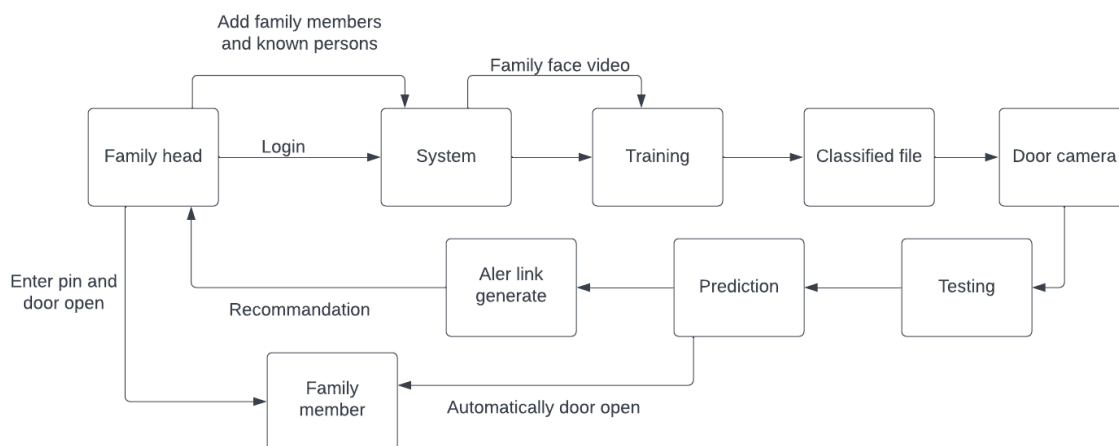 Add family members
and known persons
Family face video
Family head
Login
System
Training
Classified file
Door camera
Enter pin and
door open
Recommandation
Aler link
generate
Prediction
Testing
Family
member
Automatically door open